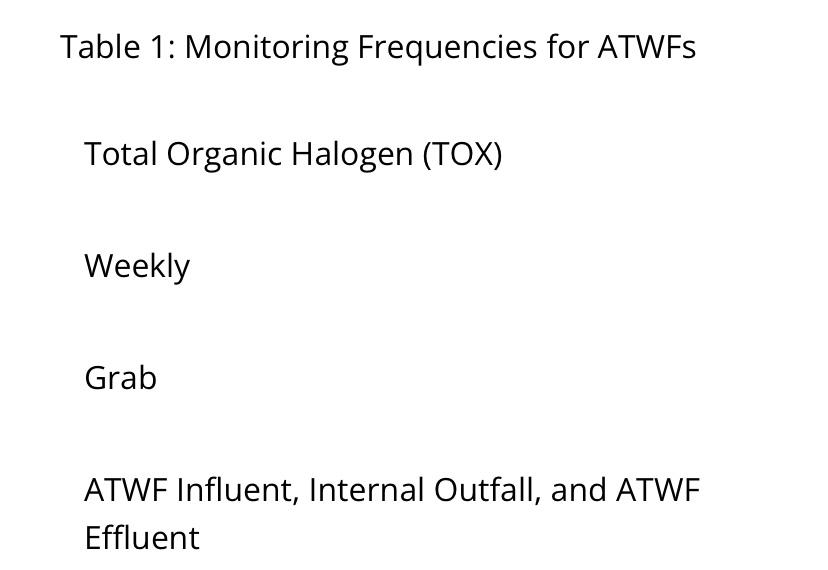 Table 1: Monitoring Frequencies for ATWFs
Total Organic Halogen (TOX)
Weekly
Grab
ATWF Influent, Internal Outfall, and ATWF
Effluent